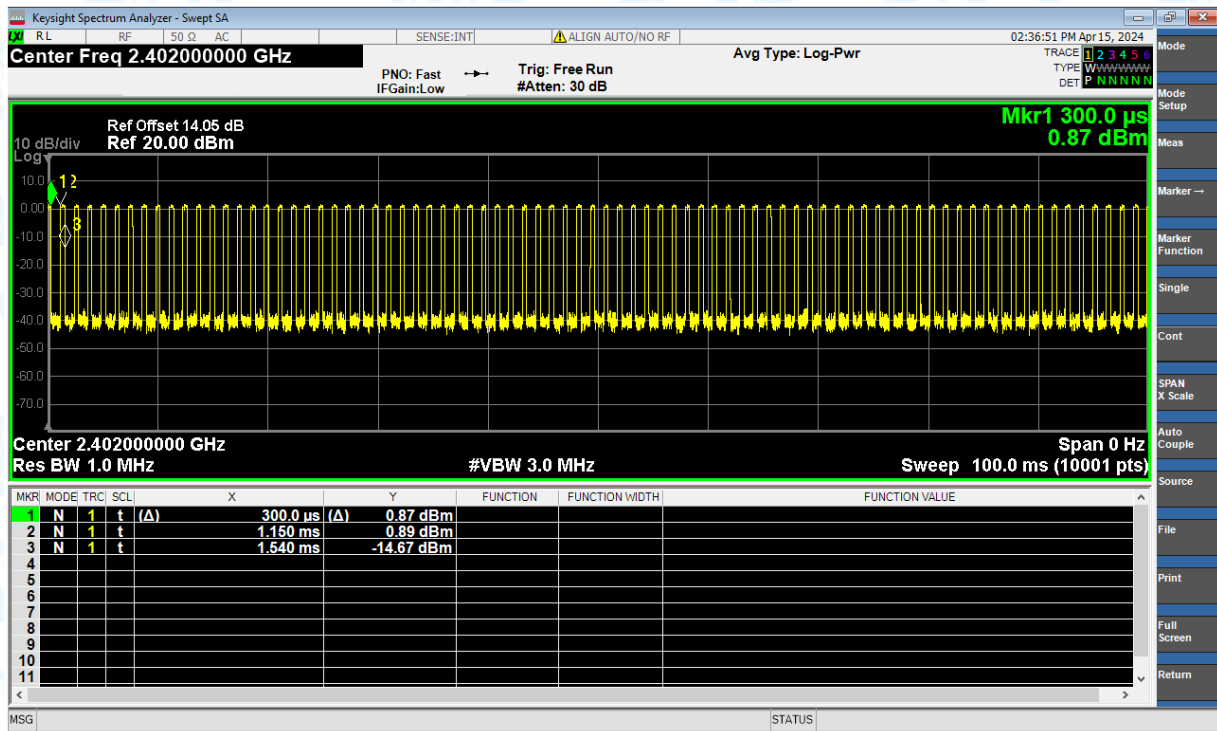 Keysight Spectrum Analyzer - Swept SA
LXI RL RF 50 Ω AC SENSE:INT ALIGN AUTO/NO RF 02:36:51 PM Apr 15, 2024
Center Freq 2.402000000 GHz
PNO: Fast
IFGain:Low
Trig: Free Run
#Atten: 30 dB
Avg Type: Log-Pwr
TRACE 1 2 3 4 5 6
TYPE WWWWWW
DET P N N N N N
Mkr1 300.0 µs
0.87 dBm
Ref Offset 14.05 dB
10 dB/div Ref 20.00 dBm
Log
10.0
0.00
-10.0
-20.0
-30.0
-40.0
-50.0
-60.0
-70.0
1 2
3
Center 2.402000000 GHz Span 0 Hz
Res BW 1.0 MHz #VBW 3.0 MHz Sweep 100.0 ms (10001 pts)
MKR MODE TRC SCL X Y FUNCTION FUNCTION WIDTH FUNCTION VALUE
1 N 1 t (Δ) 300.0 µs (Δ) 0.87 dBm
2 N 1 t 1.150 ms 0.89 dBm
3 N 1 t 1.540 ms -14.67 dBm
4
5
6
7
8
9
10
11
MSG STATUS
Mode
Mode
Setup
Meas
Marker →
Marker
Function
Single
Cont
SPAN
X Scale
Auto
Couple
Source
File
Print
Full
Screen
Return